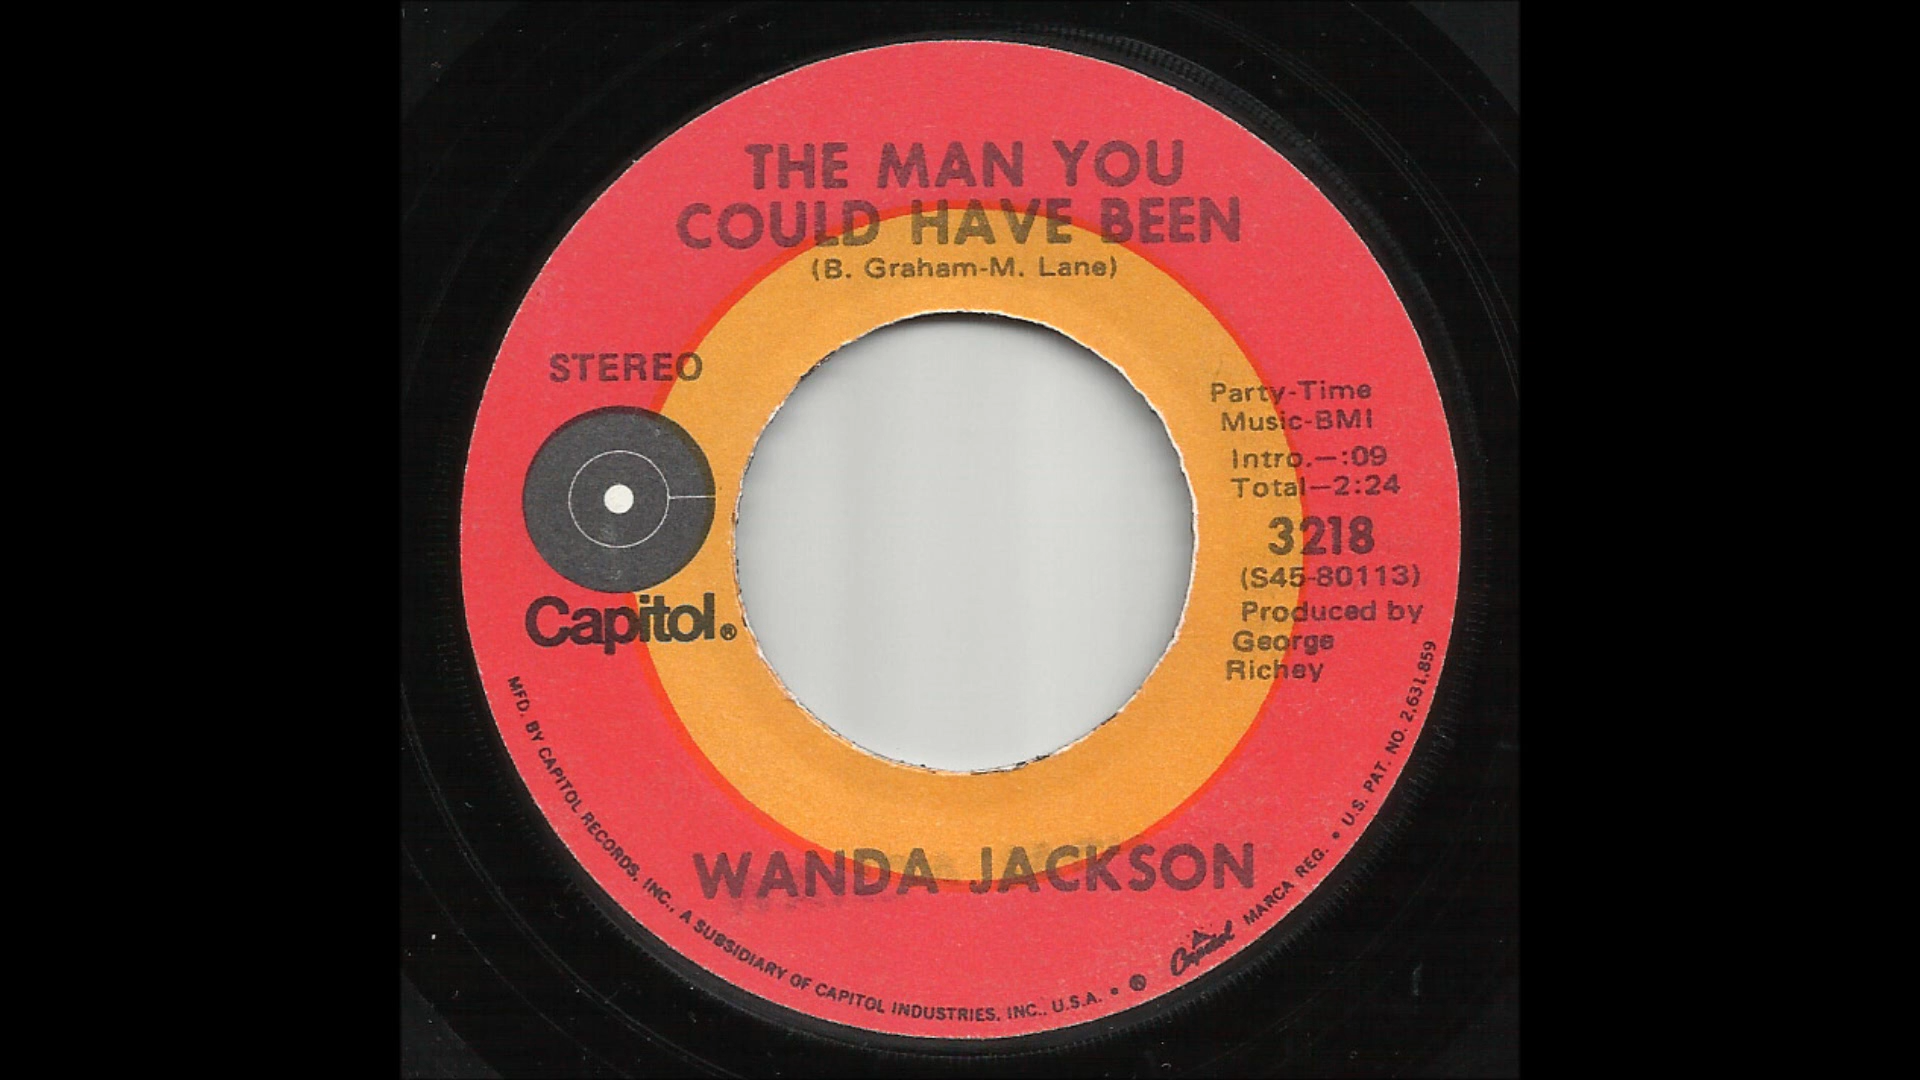 THE MAN YOU
COULD HAVE BEEN
(B. Graham-M. Lane)
STEREO
Capitol®
Party-Time
Music-BMI
Intro.—:09
Total—2:24
3218
(S45-80113)
Produced by
George
Richey
WANDA JACKSON
MFD. BY CAPITOL RECORDS, INC., A SUBSIDIARY OF CAPITOL INDUSTRIES, INC., U.S.A. • ® Capitol MARCA REG. • U.S. PAT. NO. 2,631,859